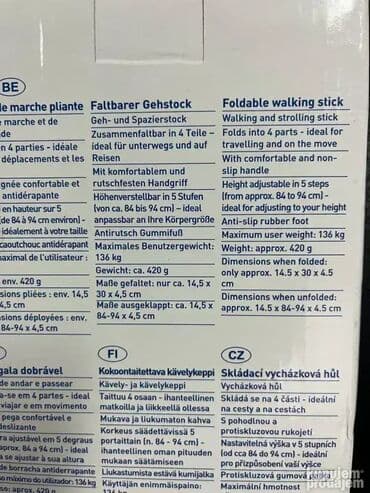 BE
de marche pliante
marche et de
n 4 parties - idéale
déplacements et les
gnée confortable et
antidérapante
en hauteur sur 5
(de 84 à 94 cm environ) -
idéalement à votre taille
caoutchouc antidérapant
maximal de l'utilisateur :
env. 420 g
sions pliées : env. 14,5
x 4,5 cm
sions déployées : env.
84-94 x 4,5 cm
Faltbarer Gehstock
Geh- und Spazierstock
Zusammenfaltbar in 4 Teile –
ideal für unterwegs und auf
Reisen
Mit komfortablem und
rutschfesten Handgriff
Höhenverstellbar in 5 Stufen
(von ca. 84 bis 94 cm) – ideal
anpassbar an Ihre Körpergröße
Antirutsch Gummifuß
Maximales Benutzergewicht:
136 kg
Gewicht: ca. 420 g
Maße gefaltet: nur ca. 14,5 x
30 x 4,5 cm
Maße ausgeklappt: ca. 14,5 x
84-94 x 4,5 cm
Foldable walking stick
Walking and strolling stick
Folds into 4 parts - ideal for
travelling and on the move
With comfortable and non-
slip handle
Height adjustable in 5 steps
(from approx. 84 to 94 cm) -
ideal for adjusting to your height
Anti-slip rubber foot
Maximum user weight: 136 kg
Weight: approx. 420 g
Dimensions when folded:
only approx. 14.5 x 30 x 4.5
cm
Dimensions when unfolded:
approx. 14.5 x 84-94 x 4.5 cm
gala dobrável
de andar e passear
a-se em 4 partes - ideal
viajar e em movimento
pega confortável e
deslizante
ra ajustável em 5 degraus
approx. 84 a 94 cm) -
ajustar à sua altura
de borracha antiderrapante
máximo do utilizador: 136 kg
FI
Kokoontaitettava kävelykeppi
Kävely- ja kävelykeppi
Taittuu 4 osaan - ihanteellinen
matkoilla ja liikkeellä ollessa
Mukava ja liukumaton kahva
Korkeus säädettävissä 5
portaittain (n. 84 - 94 cm) -
ihanteellinen oman pituuden
mukaiseen säätämiseen
Liukastumista estävä kumijalka
Käyttäjän enimmäispaino:
CZ
Skládací vycházková hůl
Vycházková hůl
Skládá se na 4 části - ideální
na cesty a na cestách
S pohodlnou a
protiskluzovou rukojetí
Nastavitelná výška v 5 stupních
(od cca 84 do 94 cm) - ideální
pro přizpůsobení vaší výšce
Protiskluzová gumová patka
Maximální hmotnost
kupujem
prodajem